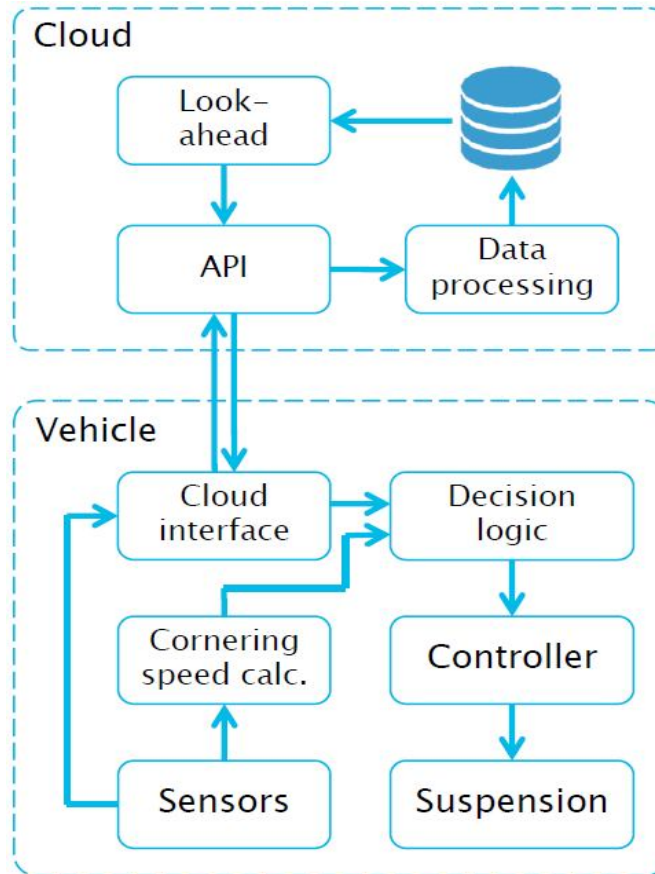 Cloud
Look-
ahead
API
Data
processing
Vehicle
Cloud
interface
Decision
logic
Cornering
speed calc.
Controller
Sensors
Suspension